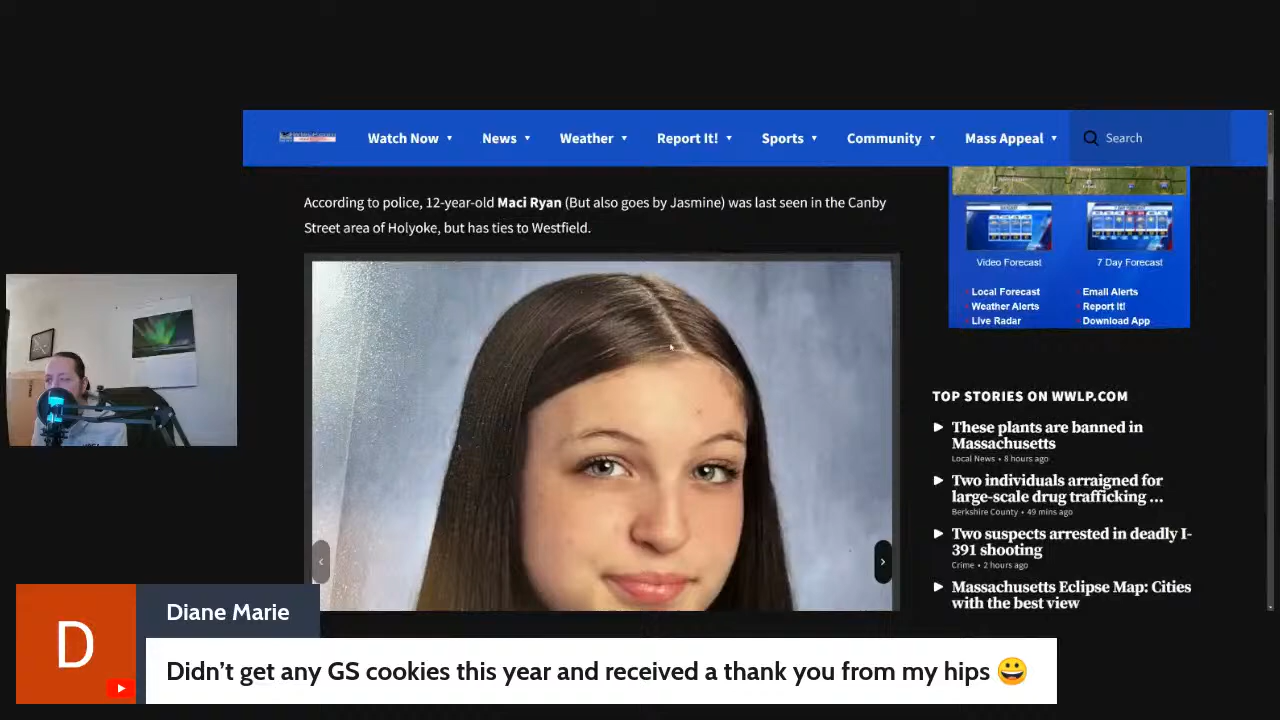 Watch Now
News
Weather
Report It!
Sports
Community
Mass Appeal
Search
According to police, 12-year-old Maci Ryan (But also goes by Jasmine) was last seen in the Canby
Street area of Holyoke, but has ties to Westfield.
Video Forecast
7 Day Forecast
Local Forecast
Email Alerts
Weather Alerts
Report It!
Live Radar
Download App
TOP STORIES ON WWLP.COM
These plants are banned in
Massachusetts
Local News • 8 hours ago
Two individuals arraigned for
large-scale drug trafficking …
Berkshire County • 49 mins ago
Two suspects arrested in deadly I-
391 shooting
Crime • 2 hours ago
Massachusetts Eclipse Map: Cities
with the best view
D
Diane Marie
Didn't get any GS cookies this year and received a thank you from my hips 😀